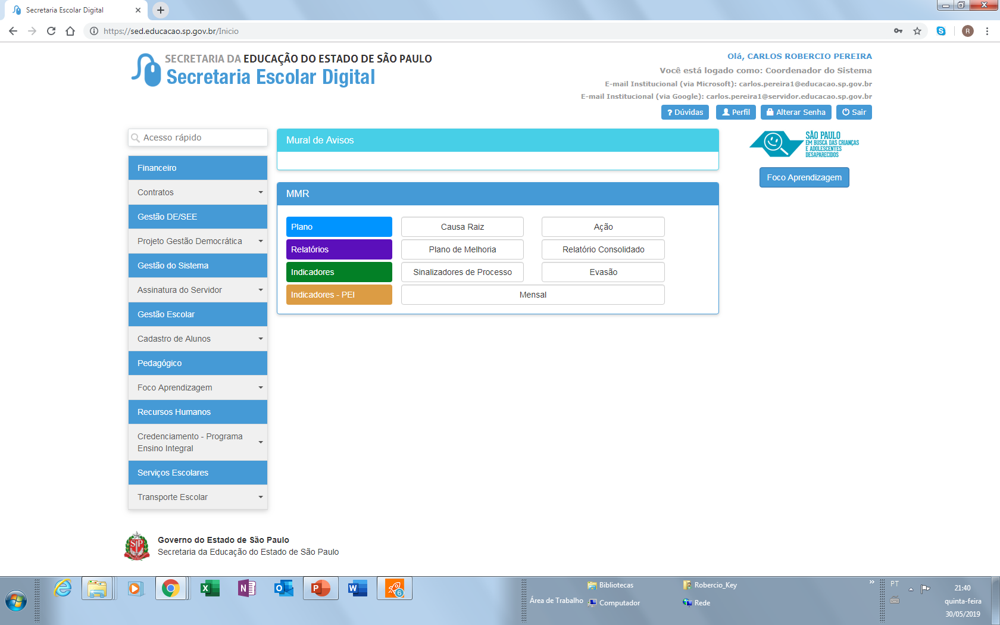 Secretaria Escolar Digital
https://sed.educacao.sp.gov.br/Inicio
R
SECRETARIA DA EDUCAÇÃO DO ESTADO DE SÃO PAULO
Secretaria Escolar Digital
Olá, CARLOS ROBERCIO PEREIRA
Você está logado como: Coordenador do Sistema
E-mail Institucional (via Microsoft): carlos.pereira1@educacao.sp.gov.br
E-mail Institucional (via Google): carlos.pereira1@servidor.educacao.sp.gov.br
? Dúvidas
Perfil
Alterar Senha
Sair
Acesso rápido
Financeiro
Contratos
Gestão DE/SEE
Projeto Gestão Democrática
Gestão do Sistema
Assinatura do Servidor
Gestão Escolar
Cadastro de Alunos
Pedagógico
Foco Aprendizagem
Recursos Humanos
Credenciamento - Programa
Ensino Integral
Serviços Escolares
Transporte Escolar
Mural de Avisos
MMR
Plano
Causa Raiz
Ação
Relatórios
Plano de Melhoria
Relatório Consolidado
Indicadores
Sinalizadores de Processo
Evasão
Indicadores - PEI
Mensal
SÃO PAULO
EM BUSCA DAS CRIANÇAS
E ADOLESCENTES
DESAPARECIDOS
Foco Aprendizagem
SP
Governo do Estado de São Paulo
Secretaria da Educação do Estado de São Paulo
6
Área de Trabalho
Bibliotecas
Robercio_Key
Computador
Rede
PT
21:40
quinta-feira
30/05/2019